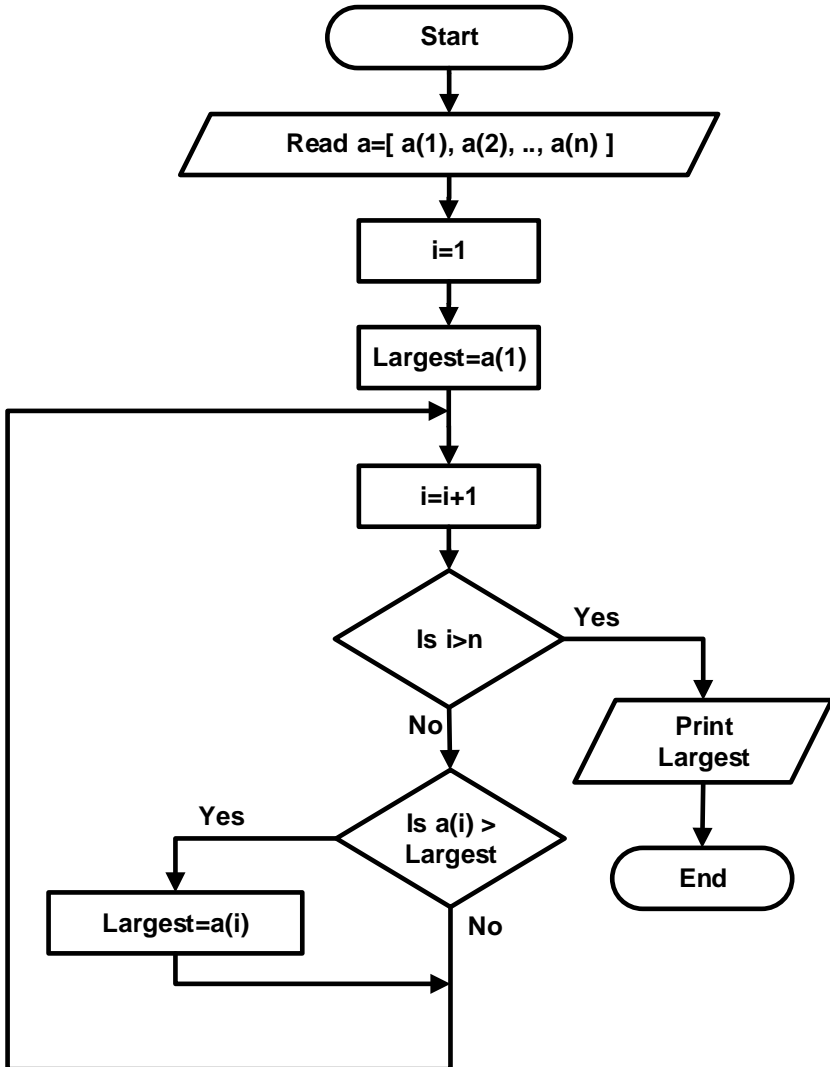 Start
Read a=[ a(1), a(2), .., a(n) ]
i=1
Largest=a(1)
i=i+1
Is i>n
Yes
No
Print
Largest
End
Is a(i) >
Largest
Yes
Largest=a(i)
No